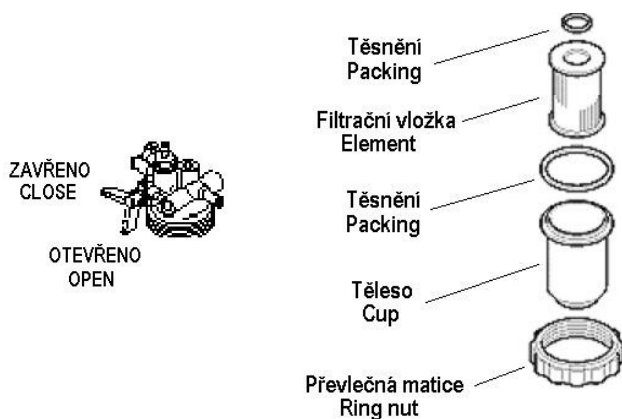 ZAVŘENO
CLOSE
OTEVŘENO
OPEN
Těsnění
Packing
Filtrační vložka
Element
Těsnění
Packing
Těleso
Cup
Převlečná matice
Ring nut